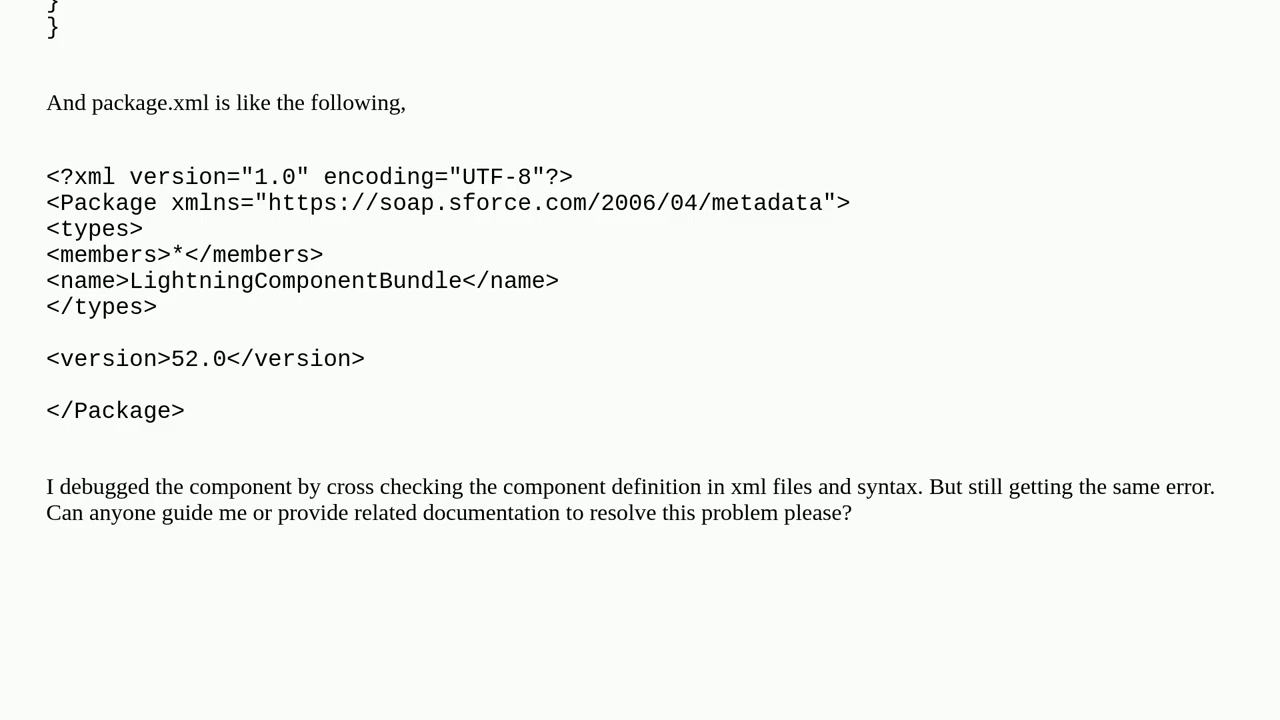 }
}
And package.xml is like the following,
<?xml version="1.0" encoding="UTF-8"?>
<Package xmlns="https://soap.sforce.com/2006/04/metadata">
<types>
<members>*</members>
<name>LightningComponentBundle</name>
</types>
<version>52.0</version>
</Package>
I debugged the component by cross checking the component definition in xml files and syntax. But still getting the same error.
Can anyone guide me or provide related documentation to resolve this problem please?